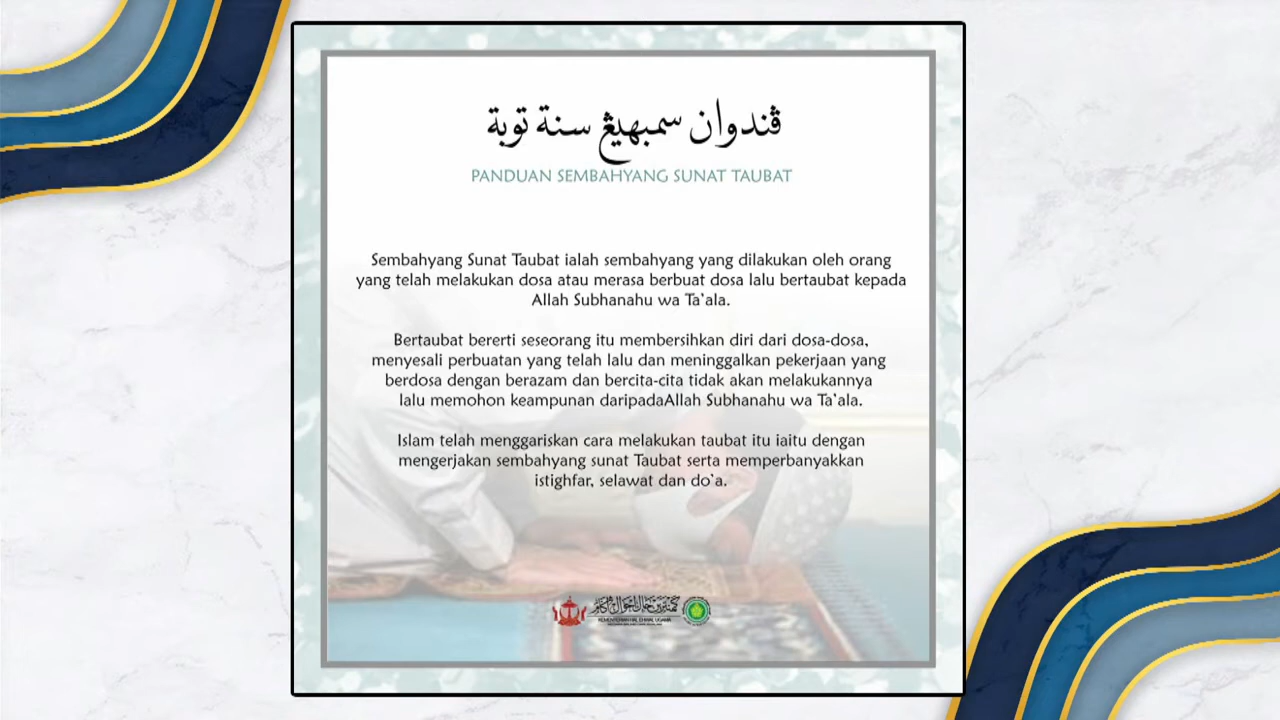 ڤندوان سمبهيڠ سنة توبة
PANDUAN SEMBAHYANG SUNAT TAUBAT
Sembahyang Sunat Taubat ialah sembahyang yang dilakukan oleh orang
yang telah melakukan dosa atau merasa berbuat dosa lalu bertaubat kepada
Allah Subhanahu wa Ta'ala.
Bertaubat bererti seseorang itu membersihkan diri dari dosa-dosa,
menyesali perbuatan yang telah lalu dan meninggalkan pekerjaan yang
berdosa dengan berazam dan bercita-cita tidak akan melakukannya
lalu memohon keampunan daripadaAllah Subhanahu wa Ta'ala.
Islam telah menggariskan cara melakukan taubat itu iaitu dengan
mengerjakan sembahyang sunat Taubat serta memperbanyakkan
istighfar, selawat dan do'a.
KEMENTERIAN HAL EHWAL UGAMA